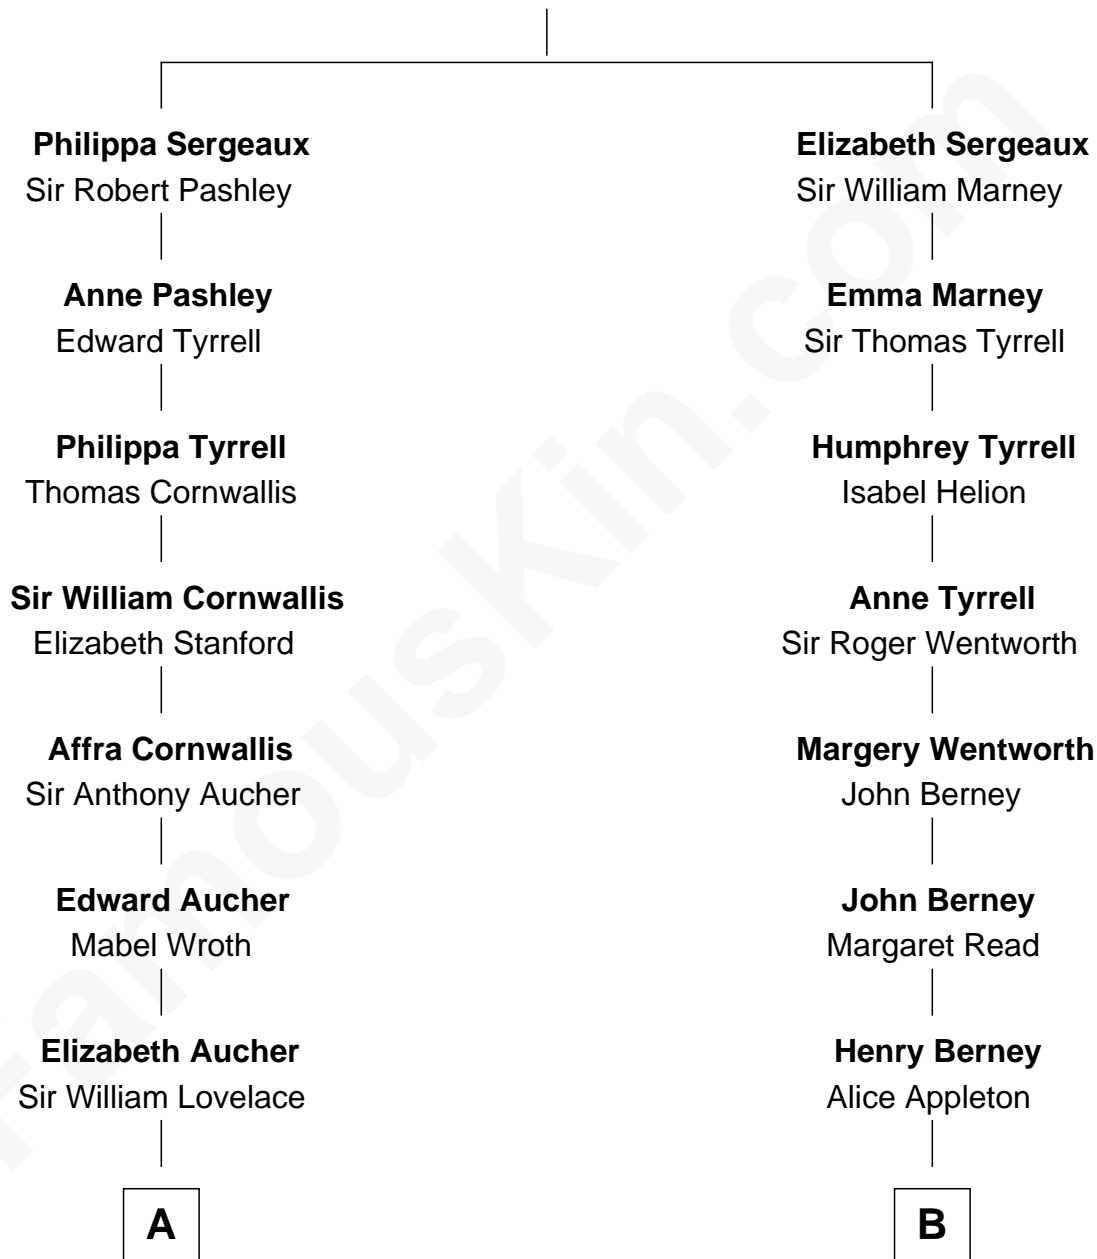 Philippa Sergeaux
Sir Robert Pashley
Elizabeth Sergeaux
Sir William Marney
Anne Pashley
Edward Tyrrell
Emma Marney
Sir Thomas Tyrrell
Philippa Tyrrell
Thomas Cornwallis
Humphrey Tyrrell
Isabel Helion
Sir William Cornwallis
Elizabeth Stanford
Anne Tyrrell
Sir Roger Wentworth
Affra Cornwallis
Sir Anthony Aucher
Margery Wentworth
John Berney
Edward Aucher
Mabel Wroth
John Berney
Margaret Read
Elizabeth Aucher
Sir William Lovelace
Henry Berney
Alice Appleton
A
B
FamousKin.com